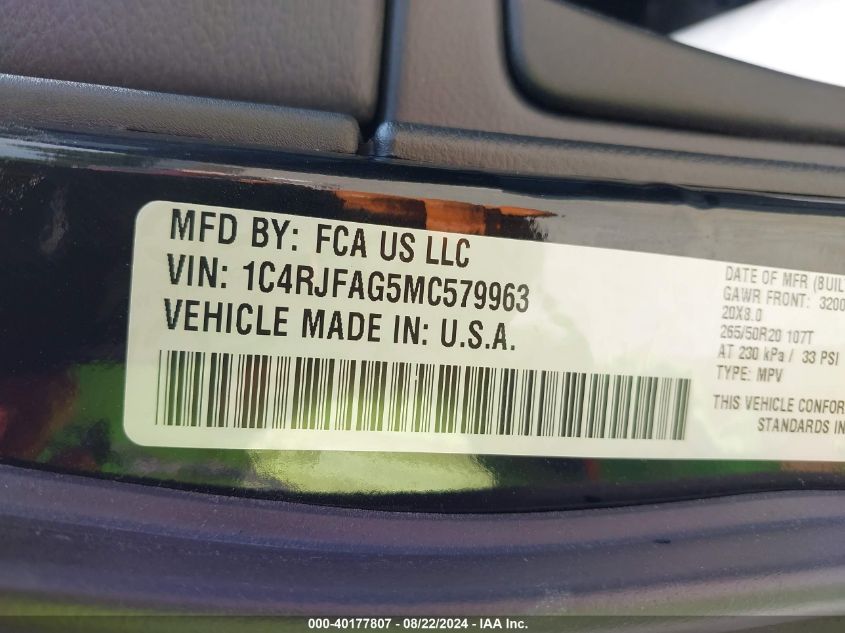 MFD BY: FCA US LLC
VIN: 1C4RJFAG5MC579963
VEHICLE MADE IN: U.S.A.
DATE OF MFR (BUIL
GAWR FRONT: 3200
20X8.0
265/50R20 107T
AT 230 kPa / 33 PSI
TYPE: MPV
THIS VEHICLE CONFOR
STANDARDS IN
000-40177807 - 08/22/2024 - IAA Inc.